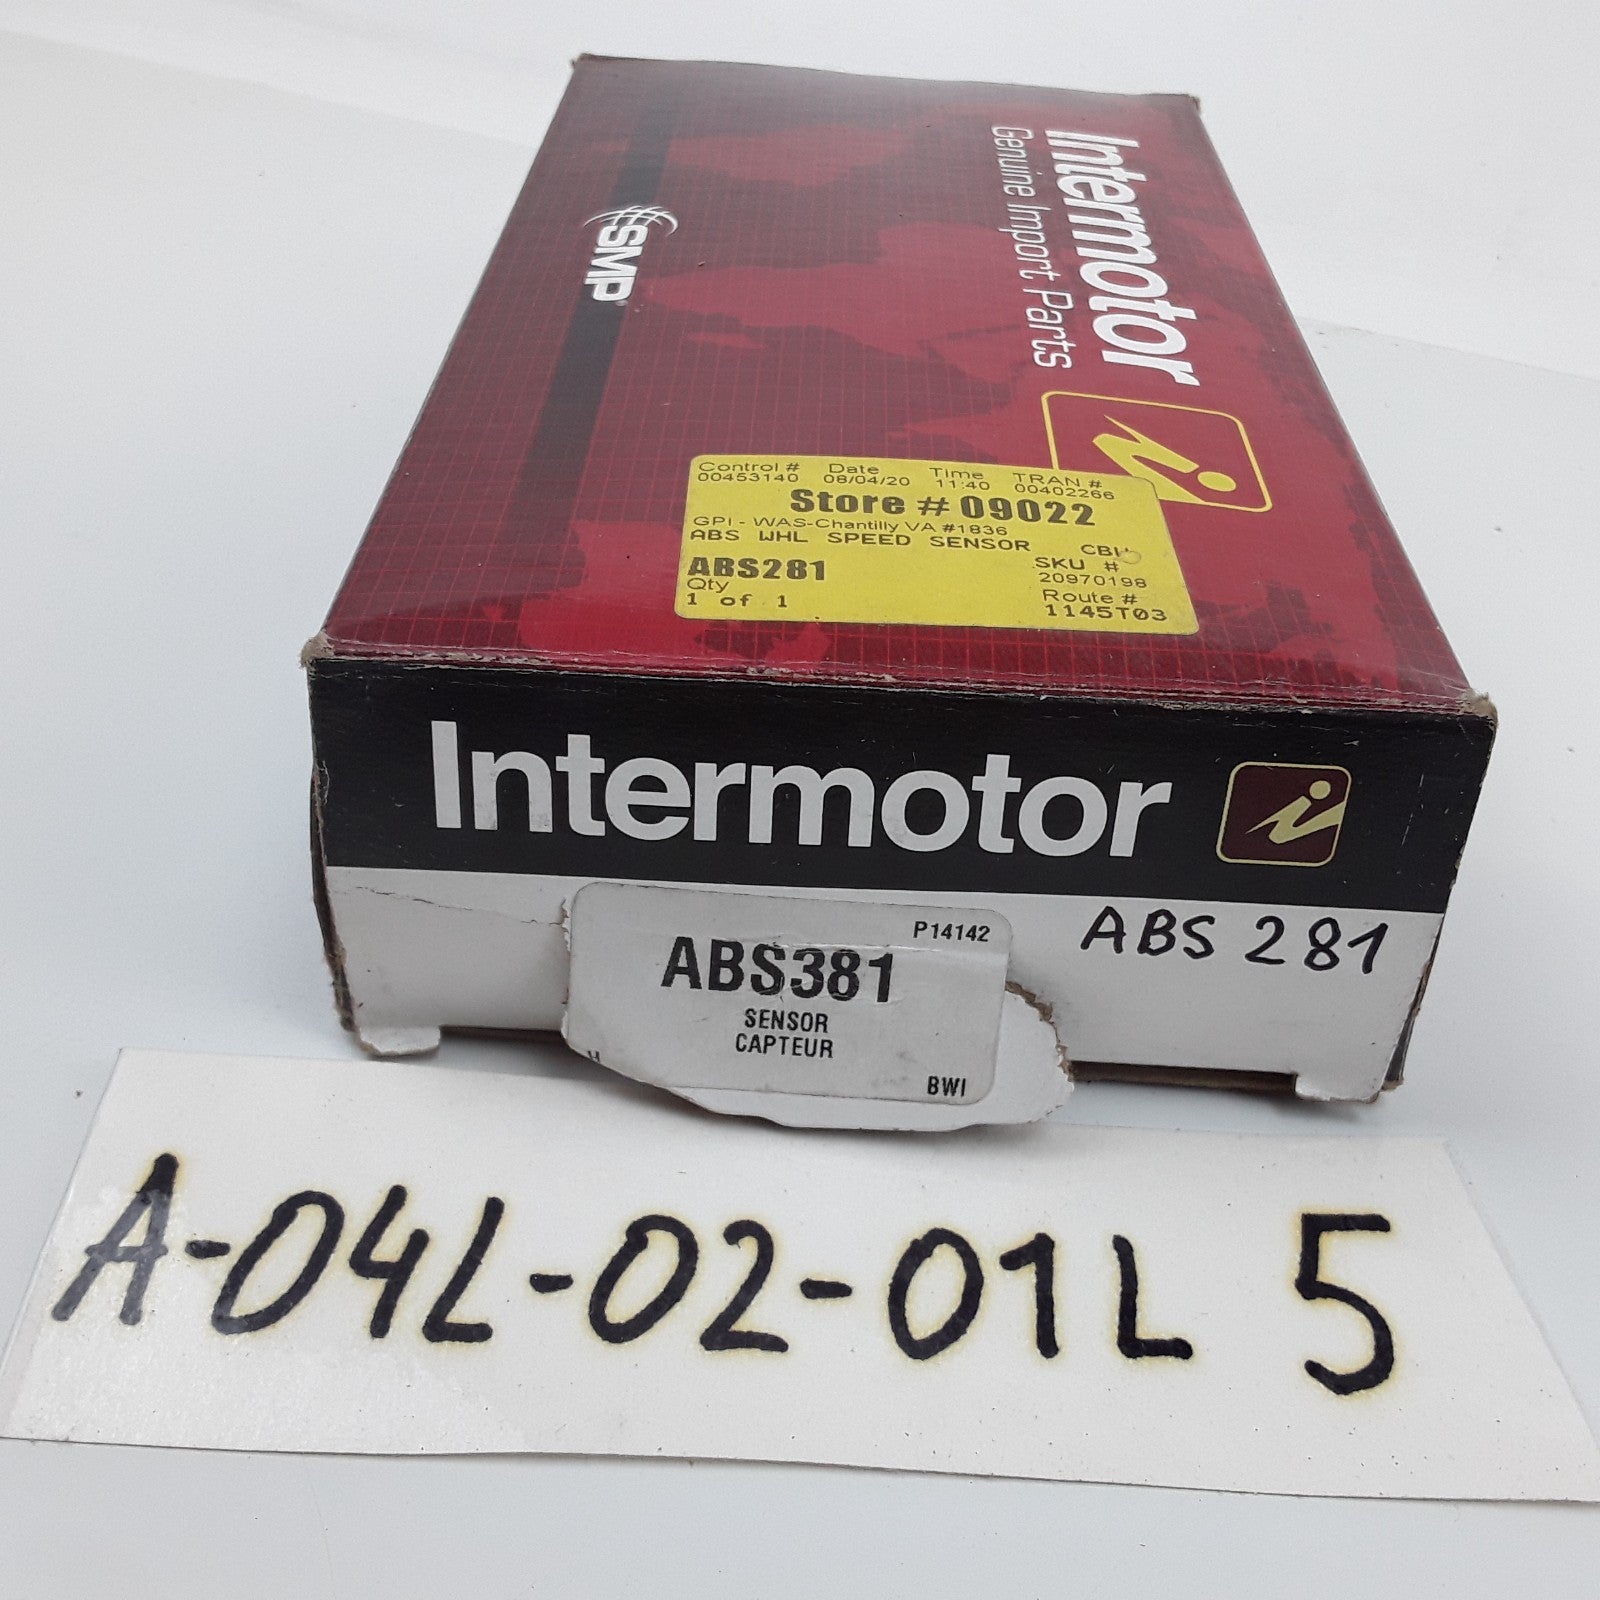 Intermotor
Genuine Import Parts
SMP
Control # Date Time TRAN #
00453140 08/04/20 11:40 00402266
Store # 09022
GPI - WAS-Chantilly VA #1836
ABS WHL SPEED SENSOR
ABS281 SKU #
Qty 20970198
1 of 1 Route #
1145T03
Intermotor
P14142
ABS381
SENSOR
CAPTEUR
BWI
ABS 281
A-04L-02-01L 5